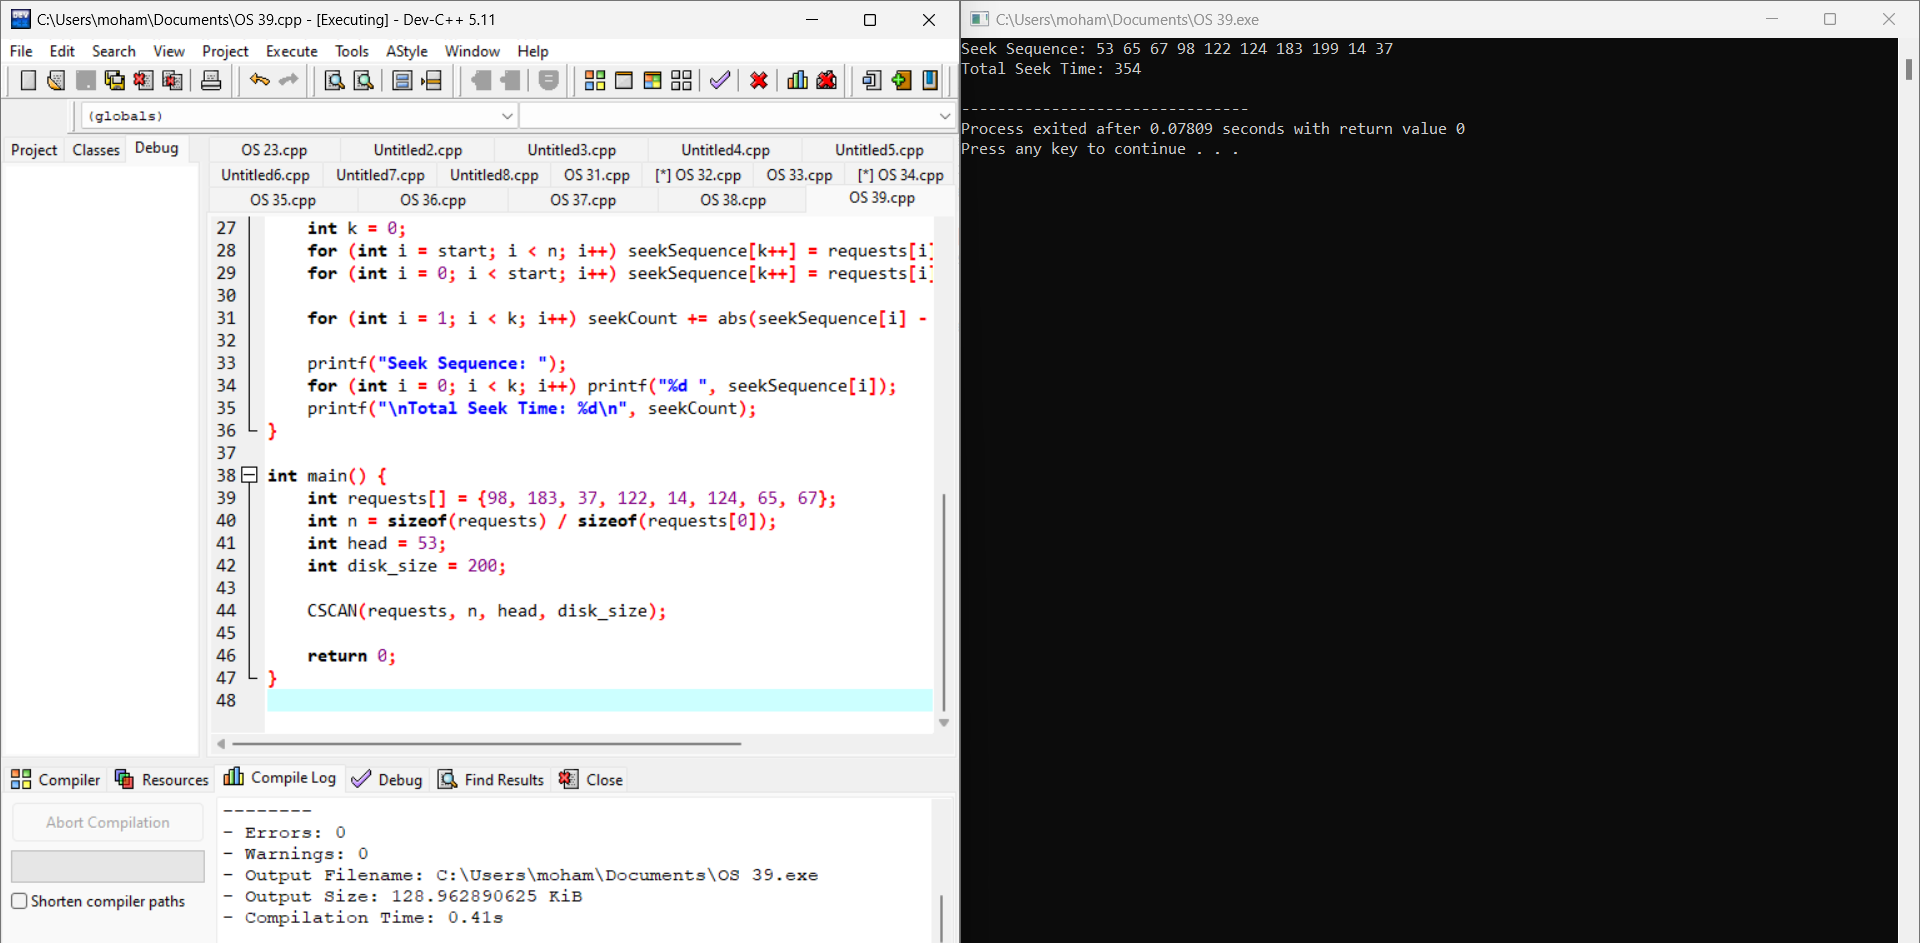 C:\Users\moham\Documents\OS 39.cpp - [Executing] - Dev-C++ 5.11
File Edit Search View Project Execute Tools AStyle Window Help
(globals)
Project Classes Debug
OS 23.cpp Untitled2.cpp Untitled3.cpp Untitled4.cpp Untitled5.cpp
Untitled6.cpp Untitled7.cpp Untitled8.cpp OS 31.cpp [*] OS 32.cpp OS 33.cpp [*] OS 34.cpp
OS 35.cpp OS 36.cpp OS 37.cpp OS 38.cpp OS 39.cpp
27 int k = 0;
28 for (int i = start; i < n; i++) seekSequence[k++] = requests[i]
29 for (int i = 0; i < start; i++) seekSequence[k++] = requests[i]
30
31 for (int i = 1; i < k; i++) seekCount += abs(seekSequence[i] -
32
33 printf("Seek Sequence: ");
34 for (int i = 0; i < k; i++) printf("%d ", seekSequence[i]);
35 printf("\nTotal Seek Time: %d\n", seekCount);
36 }
37
38 int main() {
39 int requests[] = {98, 183, 37, 122, 14, 124, 65, 67};
40 int n = sizeof(requests) / sizeof(requests[0]);
41 int head = 53;
42 int disk_size = 200;
43
44 CSCAN(requests, n, head, disk_size);
45
46 return 0;
47 }
48
Compiler Resources Compile Log Debug Find Results Close
Abort Compilation
Shorten compiler paths
--------
- Errors: 0
- Warnings: 0
- Output Filename: C:\Users\moham\Documents\OS 39.exe
- Output Size: 128.962890625 KiB
- Compilation Time: 0.41s
C:\Users\moham\Documents\OS 39.exe
Seek Sequence: 53 65 67 98 122 124 183 199 14 37
Total Seek Time: 354
--------------------------------
Process exited after 0.07809 seconds with return value 0
Press any key to continue . . .